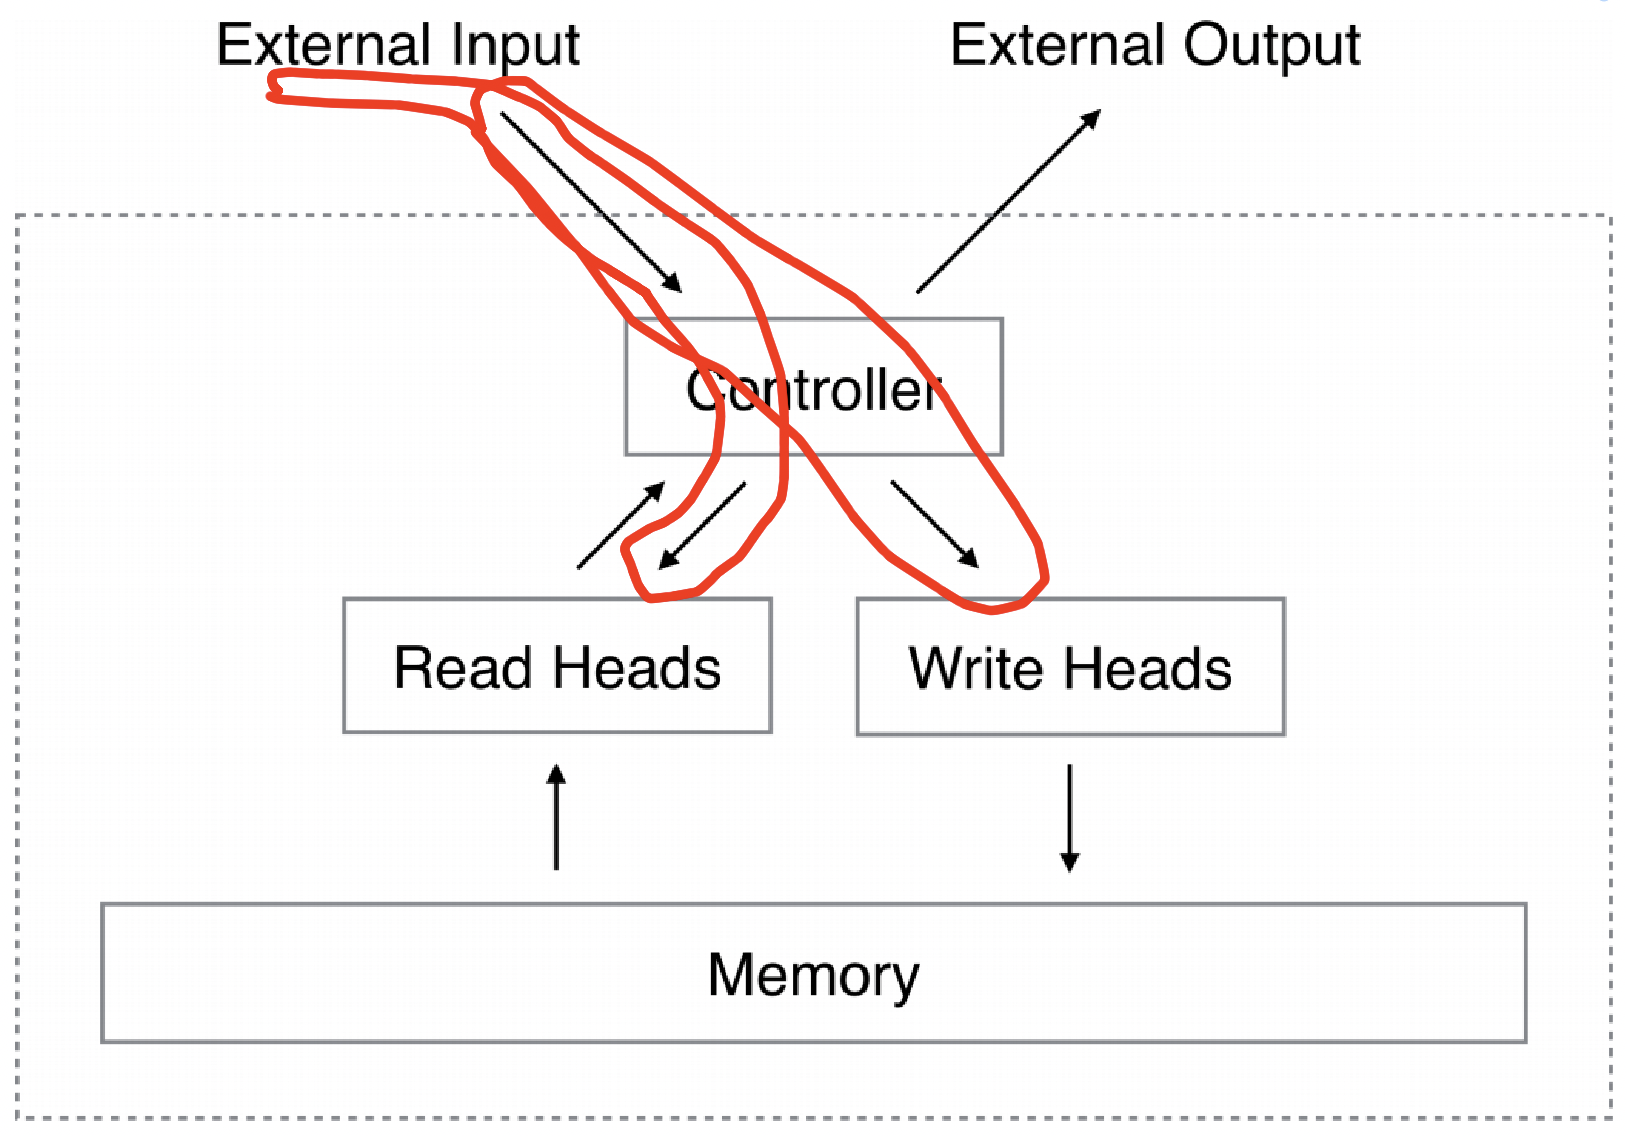 External Input
External Output
Controller
Read Heads
Write Heads
Memory